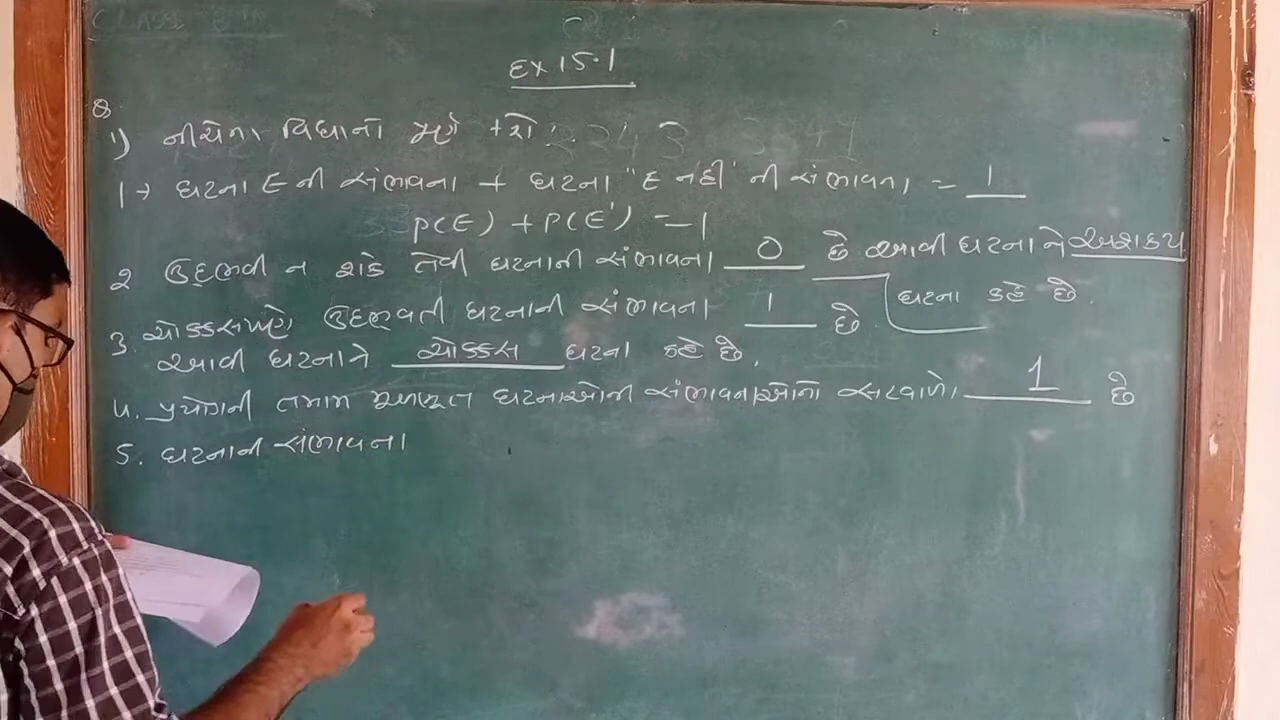 Ex 15.1
Q
1) નીચેના વિધાનો પૂર્ણ કરો:
1→ ઘટના E ની સંભાવના + ઘટના "E નહીં" ની સંભાવના = 1
P(E) + P(E') = 1
2 ઉદ્‌ભવી ન શકે તેવી ઘટનાની સંભાવના 0 છે આવી ઘટનાને અશક્ય
ઘટના કહે છે.
3. ચોક્કસપણે ઉદ્‌ભવતી ઘટનાની સંભાવના 1 છે.
આવી ઘટનાને ચોક્કસ ઘટના કહે છે.
૪. પ્રયોગની તમામ મૂળભૂત ઘટનાઓની સંભાવનાઓનો સરવાળો 1 છે
5. ઘટનાની સંભાવના